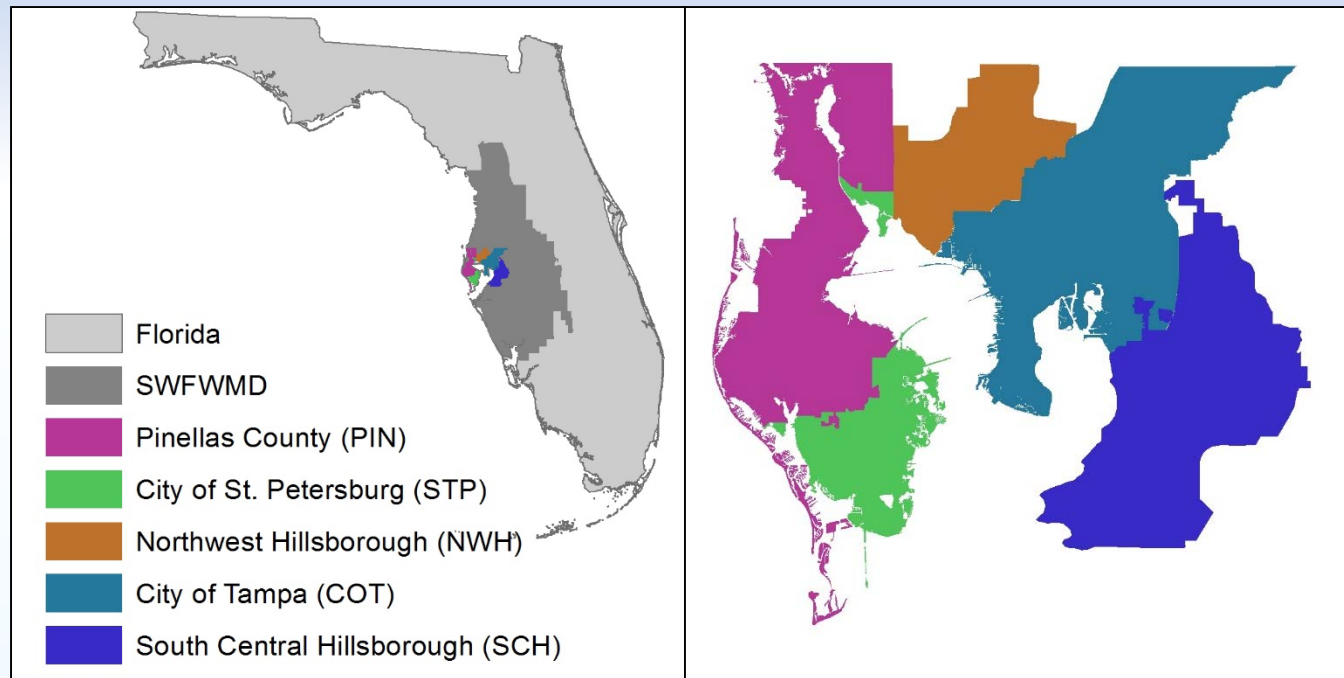 Florida
SWFWMD
Pinellas County (PIN)
City of St. Petersburg (STP)
Northwest Hillsborough (NWH)
City of Tampa (COT)
South Central Hillsborough (SCH)